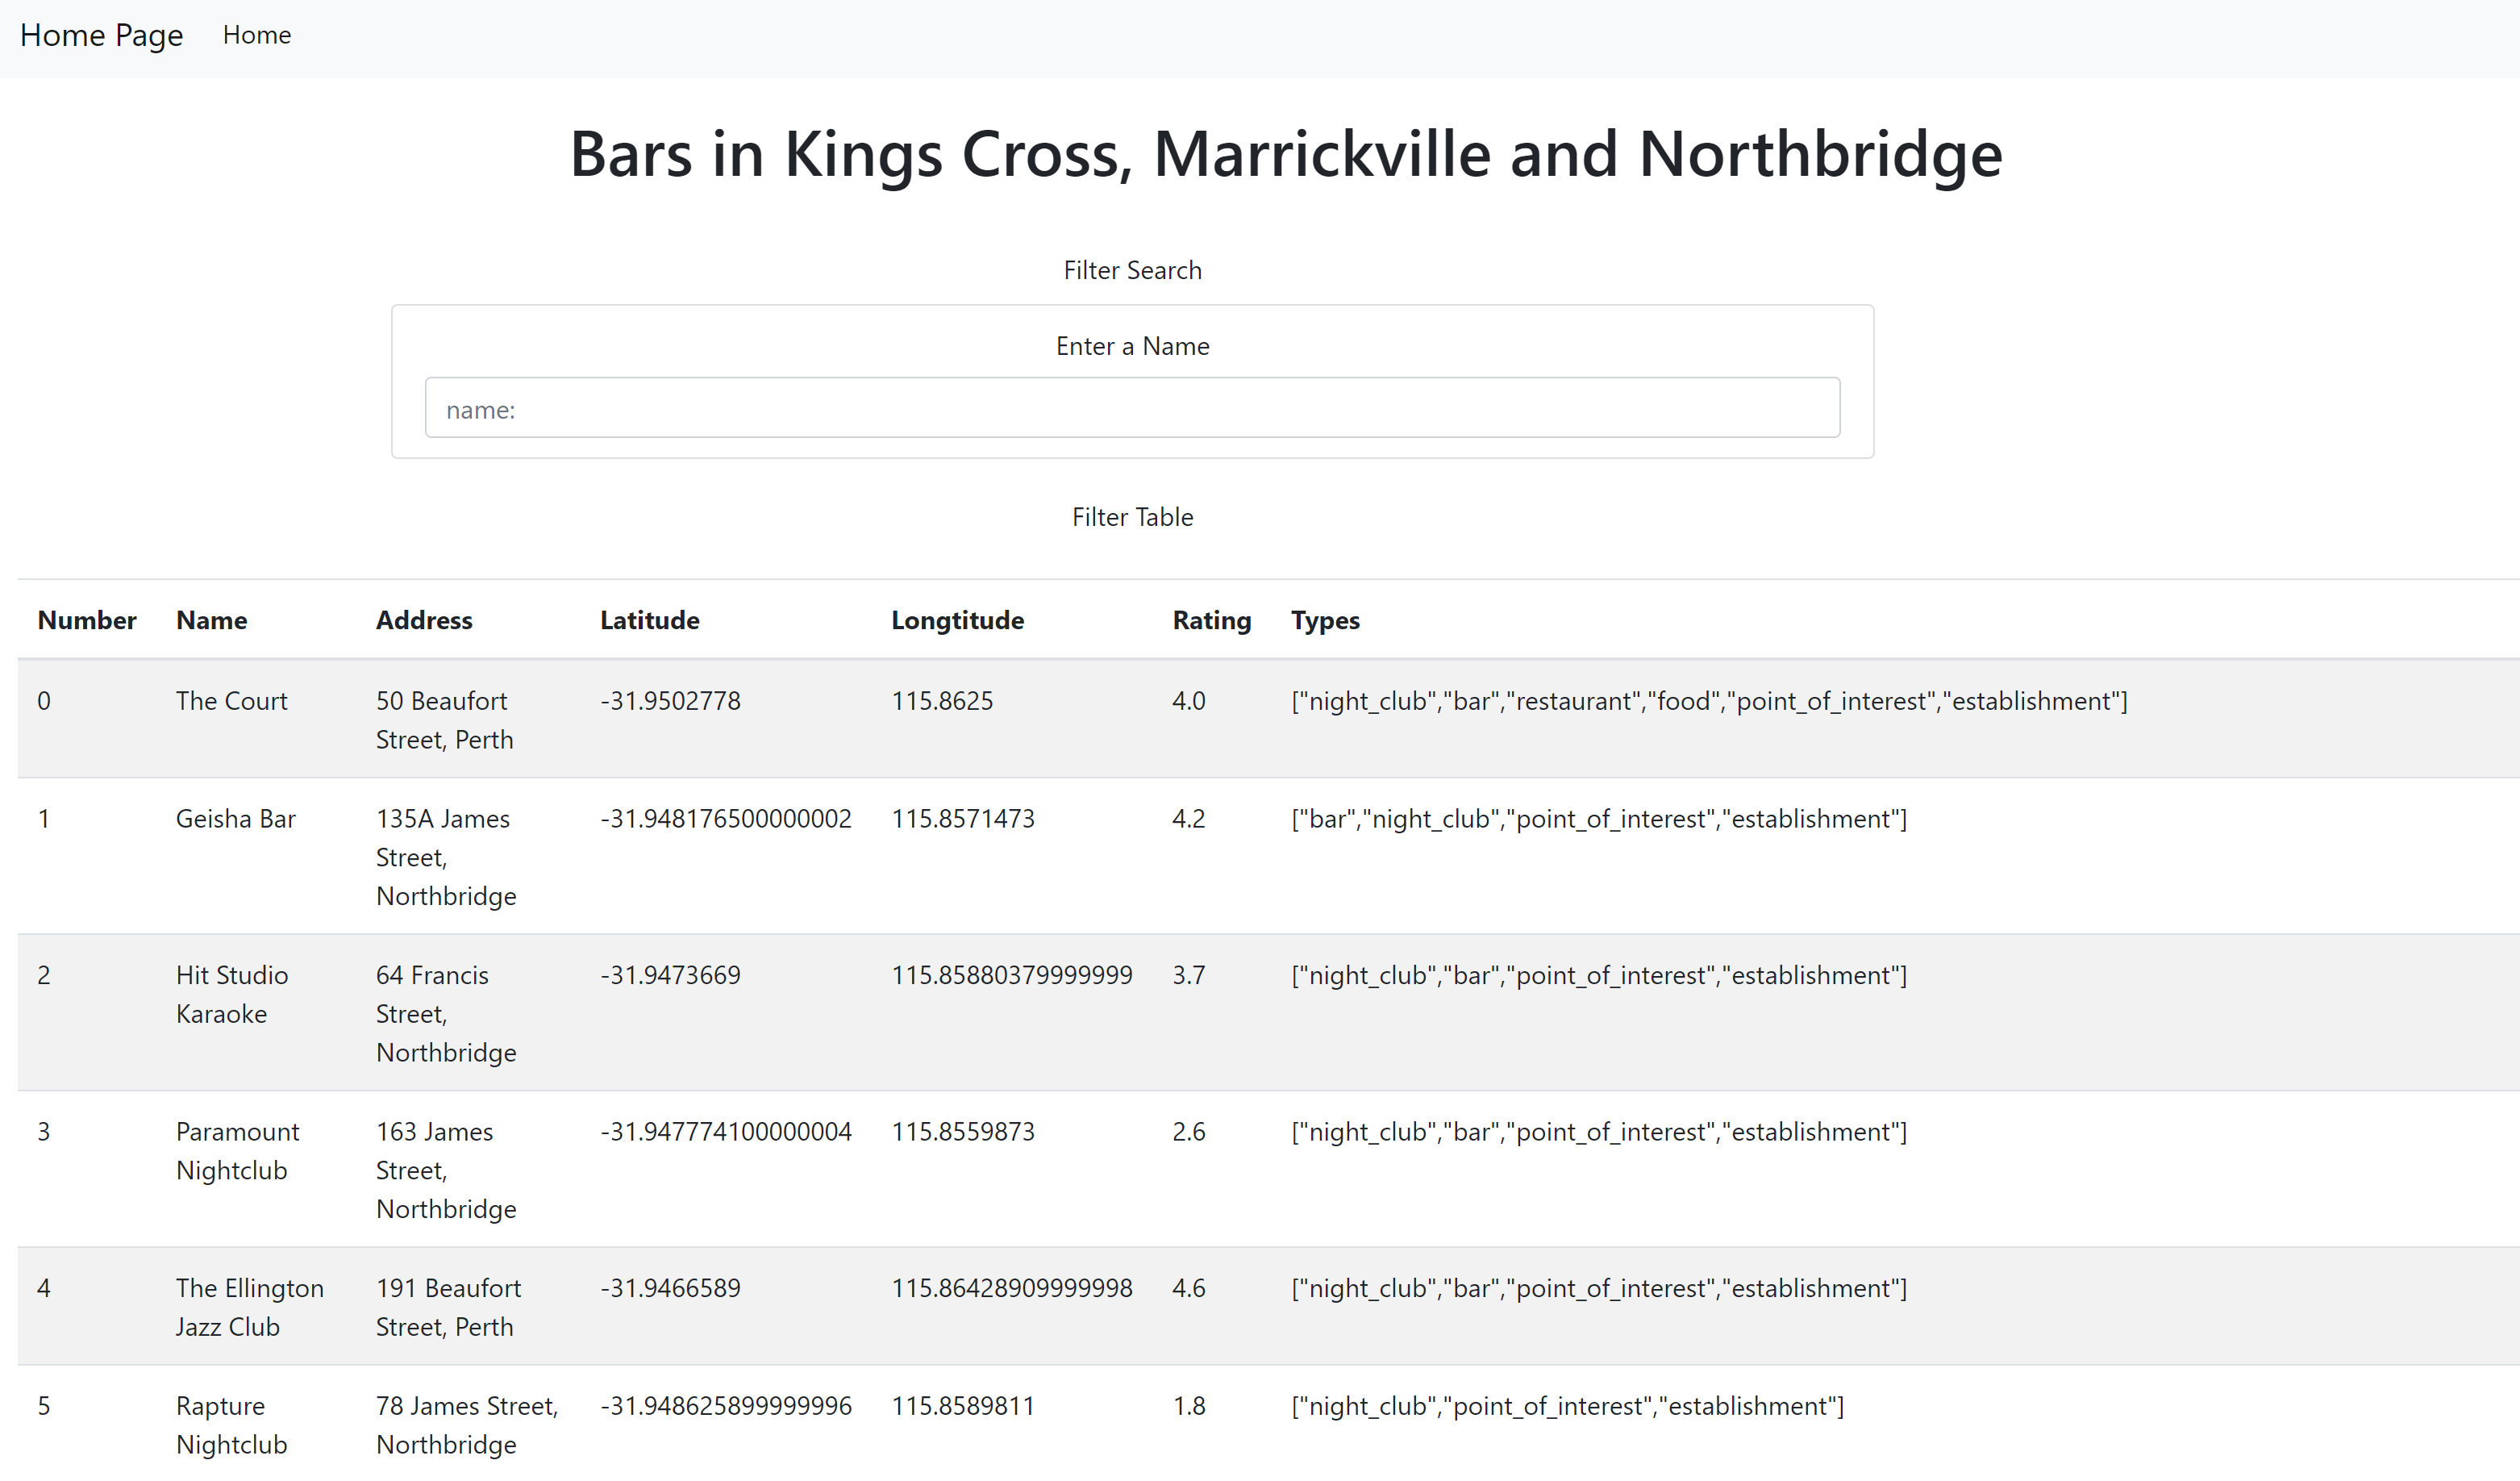 Home Page Home
Bars in Kings Cross, Marrickville and Northbridge
Filter Search
Enter a Name
name:
Filter Table
Number Name Address Latitude Longtitude Rating Types
0 The Court 50 Beaufort -31.9502778 115.8625 4.0 ["night_club","bar","restaurant","food","point_of_interest","establishment"]
Street, Perth
1 Geisha Bar 135A James -31.948176500000002 115.8571473 4.2 ["bar","night_club","point_of_interest","establishment"]
Street,
Northbridge
2 Hit Studio 64 Francis -31.9473669 115.85880379999999 3.7 ["night_club","bar","point_of_interest","establishment"]
Karaoke Street,
Northbridge
3 Paramount 163 James -31.947774100000004 115.8559873 2.6 ["night_club","bar","point_of_interest","establishment"]
Nightclub Street,
Northbridge
4 The Ellington 191 Beaufort -31.9466589 115.86428909999998 4.6 ["night_club","bar","point_of_interest","establishment"]
Jazz Club Street, Perth
5 Rapture 78 James Street, -31.948625899999996 115.8589811 1.8 ["night_club","point_of_interest","establishment"]
Nightclub Northbridge